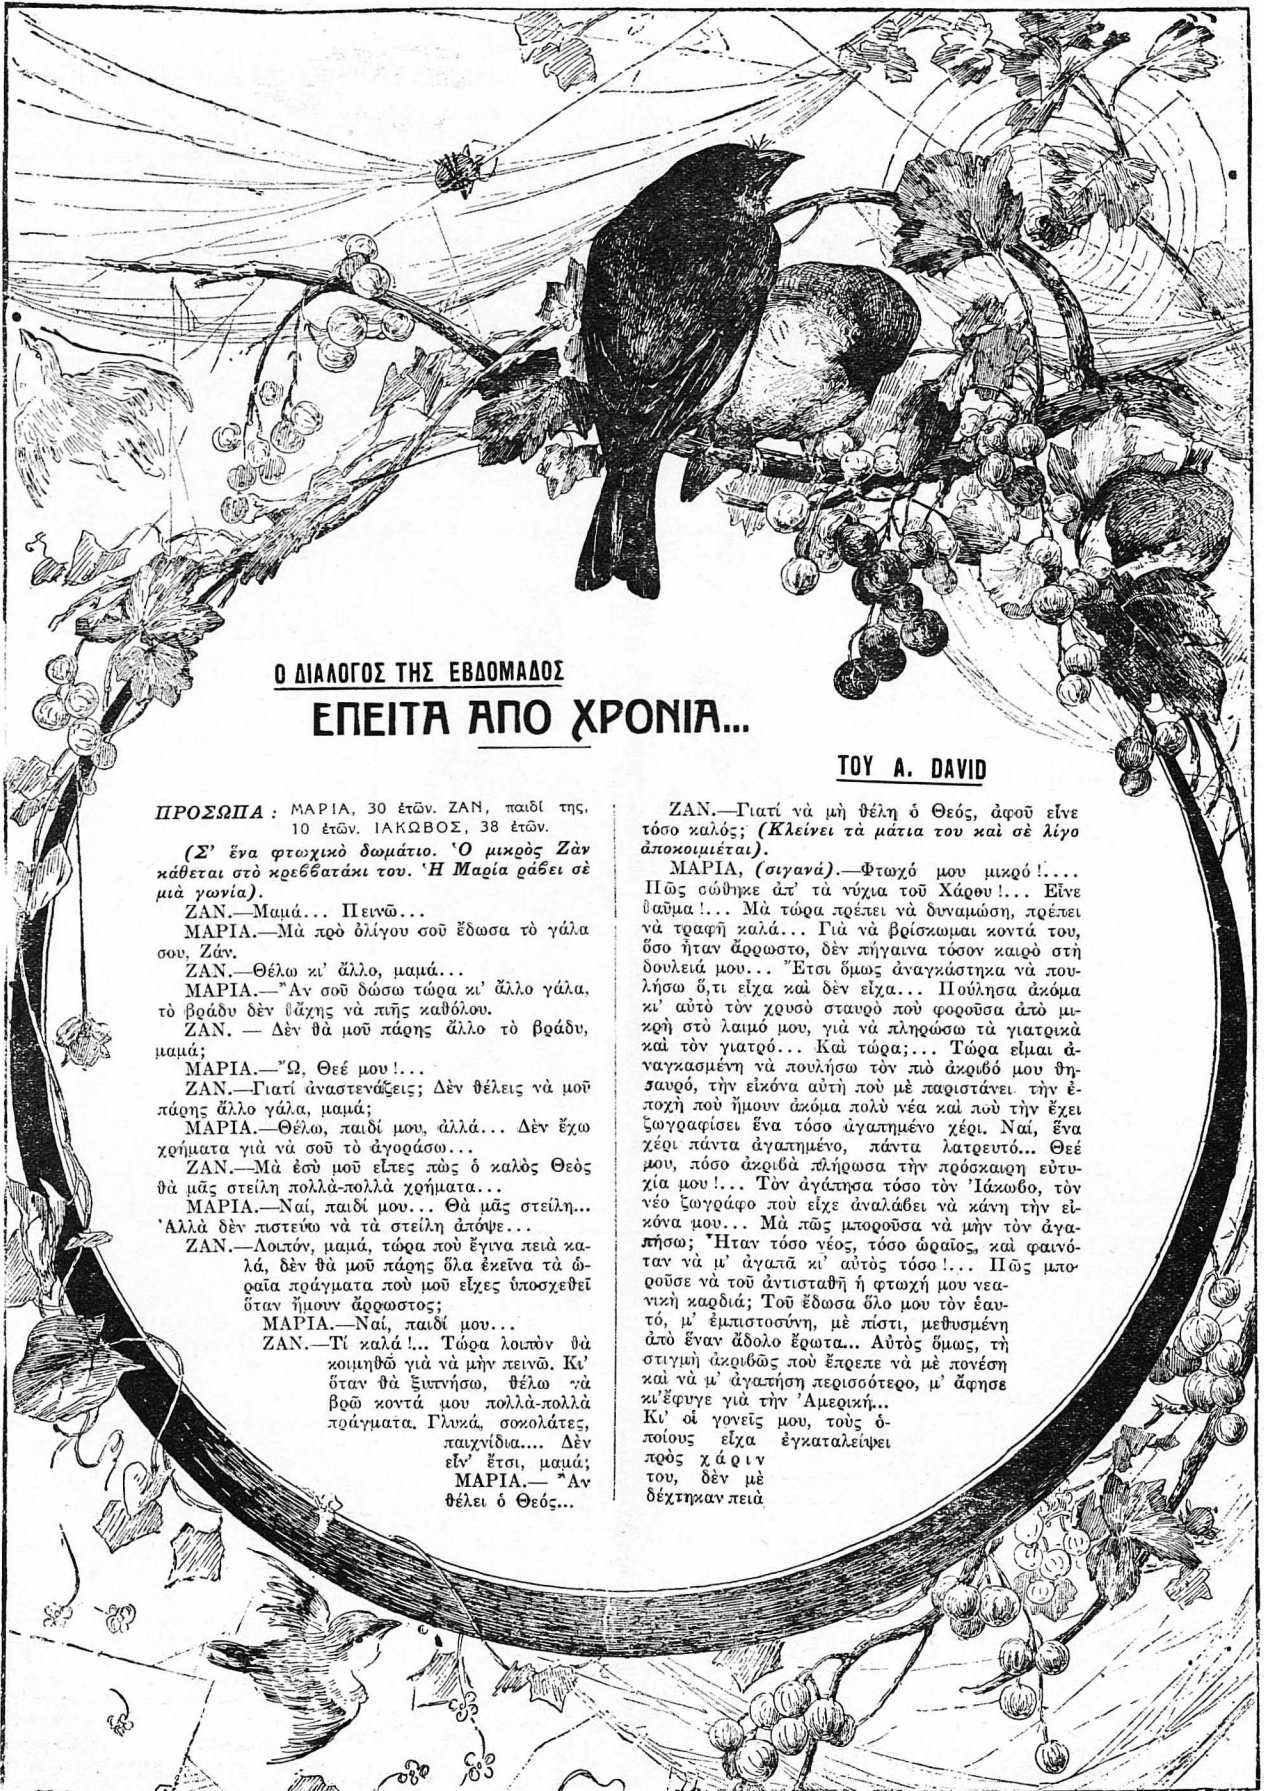 Ο ΔΙΑΛΟΓΟΣ ΤΗΣ ΕΒΔΟΜΑΔΟΣ
ΕΠΕΙΤΑ ΑΠΟ ΧΡΟΝΙΑ...
ΤΟΥ Α. DAVID
ΠΡΟΣΩΠΑ : ΜΑΡΙΑ, 30 ἐτῶν. ΖΑΝ, παιδί της,
10 ἐτῶν. ΙΑΚΩΒΟΣ, 38 ἐτῶν.
(Σ' ἕνα φτωχικὸ δωμάτιο. Ὁ μικρὸς Ζὰν
κάθεται στὸ κρεββατάκι του. Ἡ Μαρία ράβει σὲ
μιὰ γωνία).
ΖΑΝ.—Μαμά... Πεινῶ...
ΜΑΡΙΑ.—Μὰ πρὸ ὀλίγου σοῦ ἔδωσα τὸ γάλα
σου, Ζάν.
ΖΑΝ.—Θέλω κι' ἄλλο, μαμά...
ΜΑΡΙΑ.—Ἂν σοῦ δώσω τώρα κι' ἄλλο γάλα,
τὸ βράδυ δὲν θἄχης νὰ πιῆς καθόλου.
ΖΑΝ. — Δὲν θὰ μοῦ πάρης ἄλλο τὸ βράδυ,
μαμά;
ΜΑΡΙΑ.—Ὤ, Θεέ μου!...
ΖΑΝ.—Γιατί ἀναστενάζεις; Δὲν θέλεις νὰ μοῦ
πάρης ἄλλο γάλα, μαμά;
ΜΑΡΙΑ.—Θέλω, παιδί μου, ἀλλά... Δὲν ἔχω
χρήματα γιὰ νὰ σοῦ τὸ ἀγοράσω...
ΖΑΝ.—Μὰ ἐσὺ μοῦ εἶπες πὼς ὁ καλὸς Θεὸς
θὰ μᾶς στείλη πολλὰ-πολλὰ χρήματα...
ΜΑΡΙΑ.—Ναί, παιδί μου... Θὰ μᾶς στείλη...
Ἀλλὰ δὲν πιστεύω νὰ τὰ στείλη ἀπόψε...
ΖΑΝ.—Λοιπόν, μαμά, τώρα ποὺ ἔγινα πειὰ κα-
λά, δὲν θὰ μοῦ πάρης ὅλα ἐκεῖνα τὰ ὡ-
ραῖα πράγματα ποὺ μοῦ εἶχες ὑποσχεθεῖ
ὅταν ἤμουν ἄρρωστος;
ΜΑΡΙΑ.—Ναί, παιδί μου...
ΖΑΝ.—Τί καλά!... Τώρα λοιπὸν θὰ
κοιμηθῶ γιὰ νὰ μὴν πεινῶ. Κι'
ὅταν θὰ ξυπνήσω, θέλω νὰ
βρῶ κοντά μου πολλὰ-πολλὰ
πράγματα. Γλυκά, σοκολάτες,
παιχνίδια.... Δὲν
εἶν' ἔτσι, μαμά;
ΜΑΡΙΑ.— Ἂν
θέλει ὁ Θεός...
ΖΑΝ.—Γιατί νὰ μὴ θέλη ὁ Θεός, ἀφοῦ εἶνε
τόσο καλός; (Κλείνει τὰ μάτια του καὶ σὲ λίγο
ἀποκοιμιέται).
ΜΑΡΙΑ, (σιγανά).—Φτωχό μου μικρό!....
Πῶς σώθηκε ἀπ' τὰ νύχια τοῦ Χάρου!... Εἶνε
θαῦμα!... Μὰ τώρα πρέπει νὰ δυναμώση, πρέπει
νὰ τραφῆ καλά... Γιὰ νὰ βρίσκωμαι κοντά του,
ὅσο ἦταν ἄρρωστο, δὲν πήγαινα τόσον καιρὸ στὴ
δουλειά μου... Ἔτσι ὅμως ἀναγκάστηκα νὰ που-
λήσω ὅ,τι εἶχα καὶ δὲν εἶχα... Πούλησα ἀκόμα
κι' αὐτὸ τὸν χρυσὸ σταυρὸ ποὺ φοροῦσα ἀπὸ μι-
κρὴ στὸ λαιμό μου, γιὰ νὰ πληρώσω τὰ γιατρικὰ
καὶ τὸν γιατρό... Καὶ τώρα;... Τώρα εἶμαι ἀ-
ναγκασμένη νὰ πουλήσω τὸν πιὸ ἀκριβό μου θη-
σαυρό, τὴν εἰκόνα αὐτὴ ποὺ μὲ παριστάνει τὴν ἐ-
ποχὴ ποὺ ἤμουν ἀκόμα πολὺ νέα καὶ ποὺ τὴν ἔχει
ζωγραφίσει ἕνα τόσο ἀγαπημένο χέρι. Ναί, ἕνα
χέρι πάντα ἀγαπημένο, πάντα λατρευτό... Θεέ
μου, πόσο ἀκριβὰ πλήρωσα τὴν πρόσκαιρη εὐτυ-
χία μου!... Τὸν ἀγάπησα τόσο τὸν Ἰάκωβο, τὸν
νέο ζωγράφο ποὺ εἶχε ἀναλάβει νὰ κάνη τὴν εἰ-
κόνα μου... Μὰ πῶς μποροῦσα νὰ μὴν τὸν ἀγα-
πήσω; Ἦταν τόσο νέος, τόσο ὡραῖος, καὶ φαινό-
ταν νὰ μ' ἀγαπᾶ κι' αὐτὸς τόσο!... Πῶς μπο-
ροῦσε νὰ τοῦ ἀντισταθῆ ἡ φτωχή μου νεα-
νικὴ καρδιά; Τοῦ ἔδωσα ὅλο μου τὸν ἑαυ-
τό, μ' ἐμπιστοσύνη, μὲ πίστι, μεθυσμένη
ἀπὸ ἕναν ἄδολο ἔρωτα... Αὐτὸς ὅμως, τὴ
στιγμὴ ἀκριβῶς ποὺ ἔπρεπε νὰ μὲ πονέση
καὶ νὰ μ' ἀγαπήση περισσότερο, μ' ἄφησε
κι' ἔφυγε γιὰ τὴν Ἀμερική...
Κι' οἱ γονεῖς μου, τοὺς ὁ-
ποίους εἶχα ἐγκαταλείψει
πρὸς χάριν
του, δὲν μὲ
δέχτηκαν πειὰ